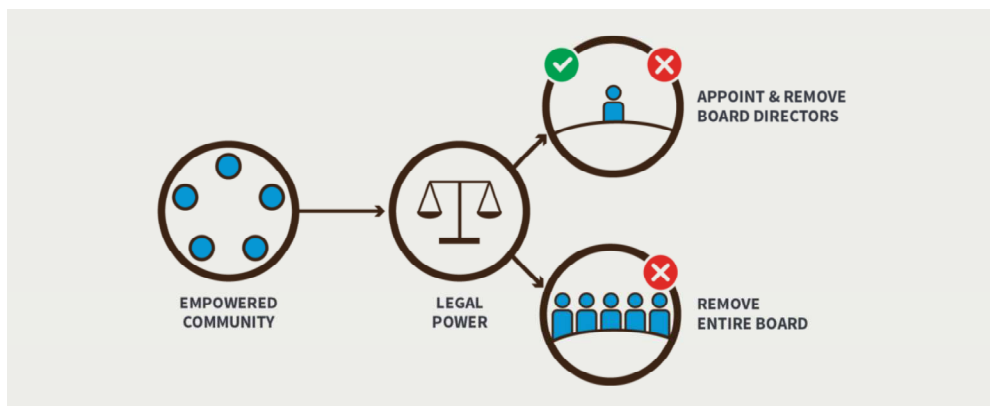 APPOINT & REMOVE
BOARD DIRECTORS
EMPOWERED
COMMUNITY
LEGAL
POWER
REMOVE
ENTIRE BOARD